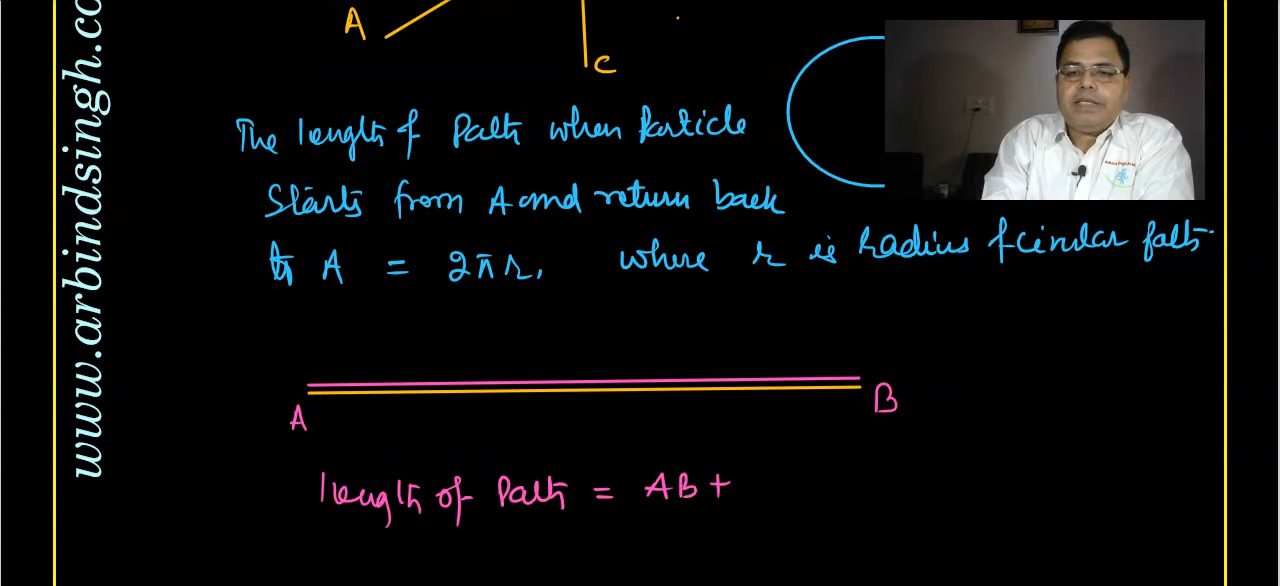 www.arbindsingh.co
A
C
The length of Path when Particle
Starts from A and return back
to A = 2πr, where r is radius of circular path.
A
B
length of Path = AB +